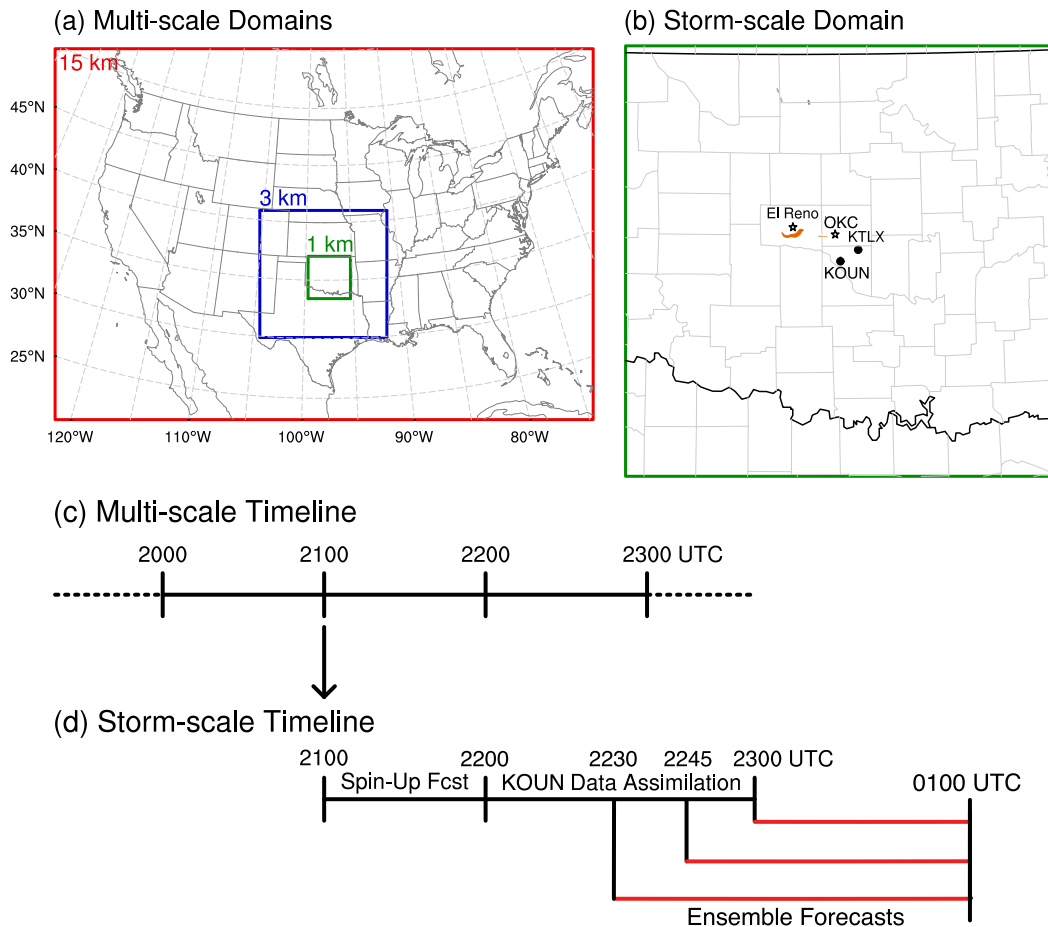 (a) Multi-scale Domains
15 km
3 km
1 km
45°N
40°N
35°N
30°N
25°N
120°W
110°W
100°W
90°W
80°W
(b) Storm-scale Domain
El Reno
OKC
KTLX
KOUN
(c) Multi-scale Timeline
2000
2100
2200
2300 UTC
(d) Storm-scale Timeline
2100
2200
2230
2245
2300 UTC
Spin-Up Fcst
KOUN Data Assimilation
0100 UTC
Ensemble Forecasts